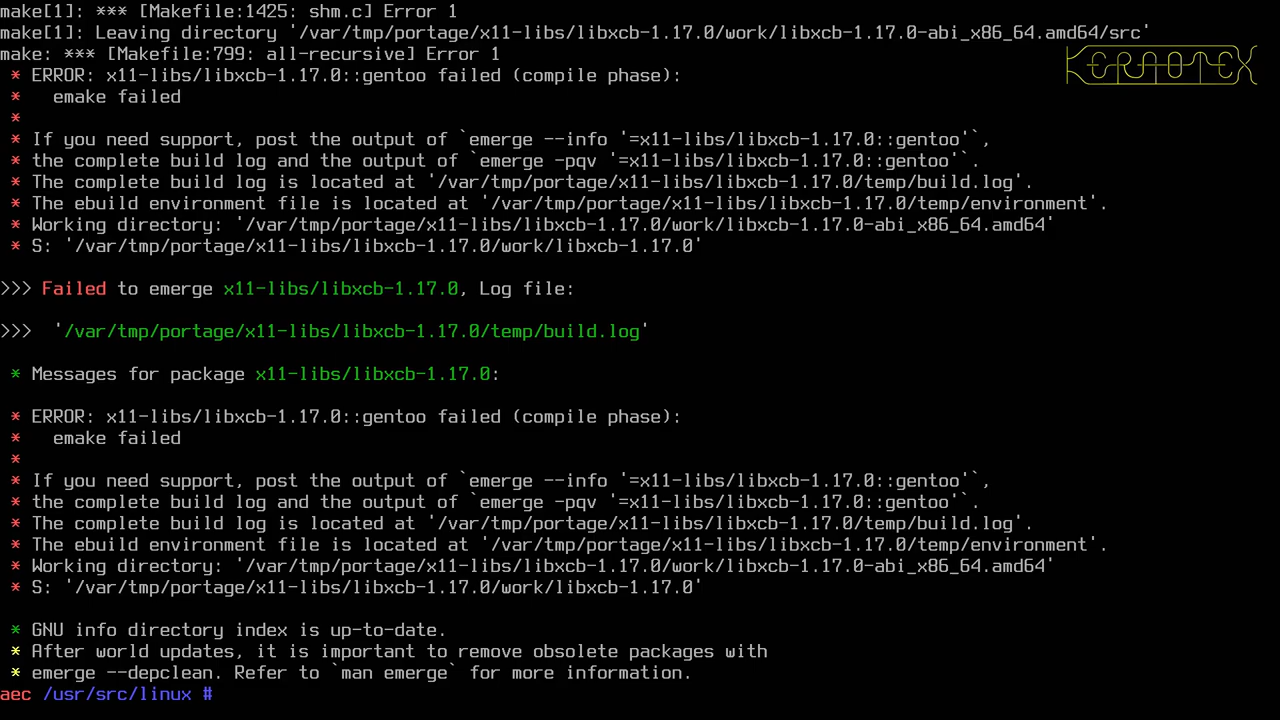 make[1]: *** [Makefile:1425: shm.c] Error 1
make[1]: Leaving directory '/var/tmp/portage/x11-libs/libxcb-1.17.0/work/libxcb-1.17.0-abi_x86_64.amd64/src'
make: *** [Makefile:799: all-recursive] Error 1
KERNOTEX
 * ERROR: x11-libs/libxcb-1.17.0::gentoo failed (compile phase):
 *   emake failed
 *
 * If you need support, post the output of `emerge --info '=x11-libs/libxcb-1.17.0::gentoo'`,
 * the complete build log and the output of `emerge -pqv '=x11-libs/libxcb-1.17.0::gentoo'`.
 * The complete build log is located at '/var/tmp/portage/x11-libs/libxcb-1.17.0/temp/build.log'.
 * The ebuild environment file is located at '/var/tmp/portage/x11-libs/libxcb-1.17.0/temp/environment'.
 * Working directory: '/var/tmp/portage/x11-libs/libxcb-1.17.0/work/libxcb-1.17.0-abi_x86_64.amd64'
 * S: '/var/tmp/portage/x11-libs/libxcb-1.17.0/work/libxcb-1.17.0'
>>> Failed to emerge x11-libs/libxcb-1.17.0, Log file:
>>>  '/var/tmp/portage/x11-libs/libxcb-1.17.0/temp/build.log'
 * Messages for package x11-libs/libxcb-1.17.0:
 * ERROR: x11-libs/libxcb-1.17.0::gentoo failed (compile phase):
 *   emake failed
 *
 * If you need support, post the output of `emerge --info '=x11-libs/libxcb-1.17.0::gentoo'`,
 * the complete build log and the output of `emerge -pqv '=x11-libs/libxcb-1.17.0::gentoo'`.
 * The complete build log is located at '/var/tmp/portage/x11-libs/libxcb-1.17.0/temp/build.log'.
 * The ebuild environment file is located at '/var/tmp/portage/x11-libs/libxcb-1.17.0/temp/environment'.
 * Working directory: '/var/tmp/portage/x11-libs/libxcb-1.17.0/work/libxcb-1.17.0-abi_x86_64.amd64'
 * S: '/var/tmp/portage/x11-libs/libxcb-1.17.0/work/libxcb-1.17.0'
 * GNU info directory index is up-to-date.
 * After world updates, it is important to remove obsolete packages with
 * emerge --depclean. Refer to `man emerge` for more information.
aec /usr/src/linux #